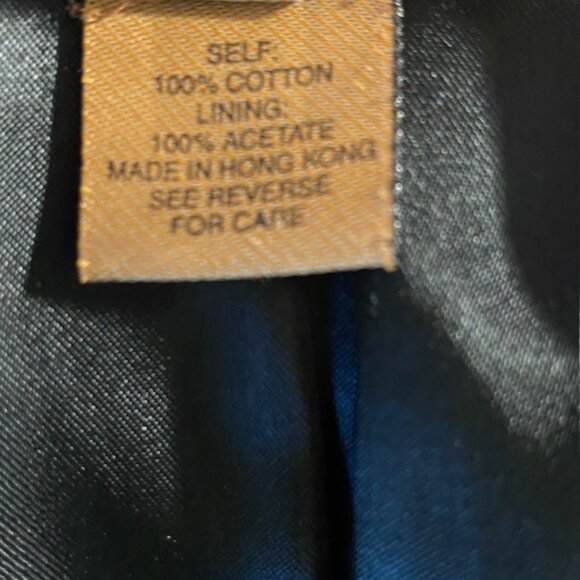 SELF:
100% COTTON
LINING:
100% ACETATE
MADE IN HONG KONG
SEE REVERSE
FOR CARE